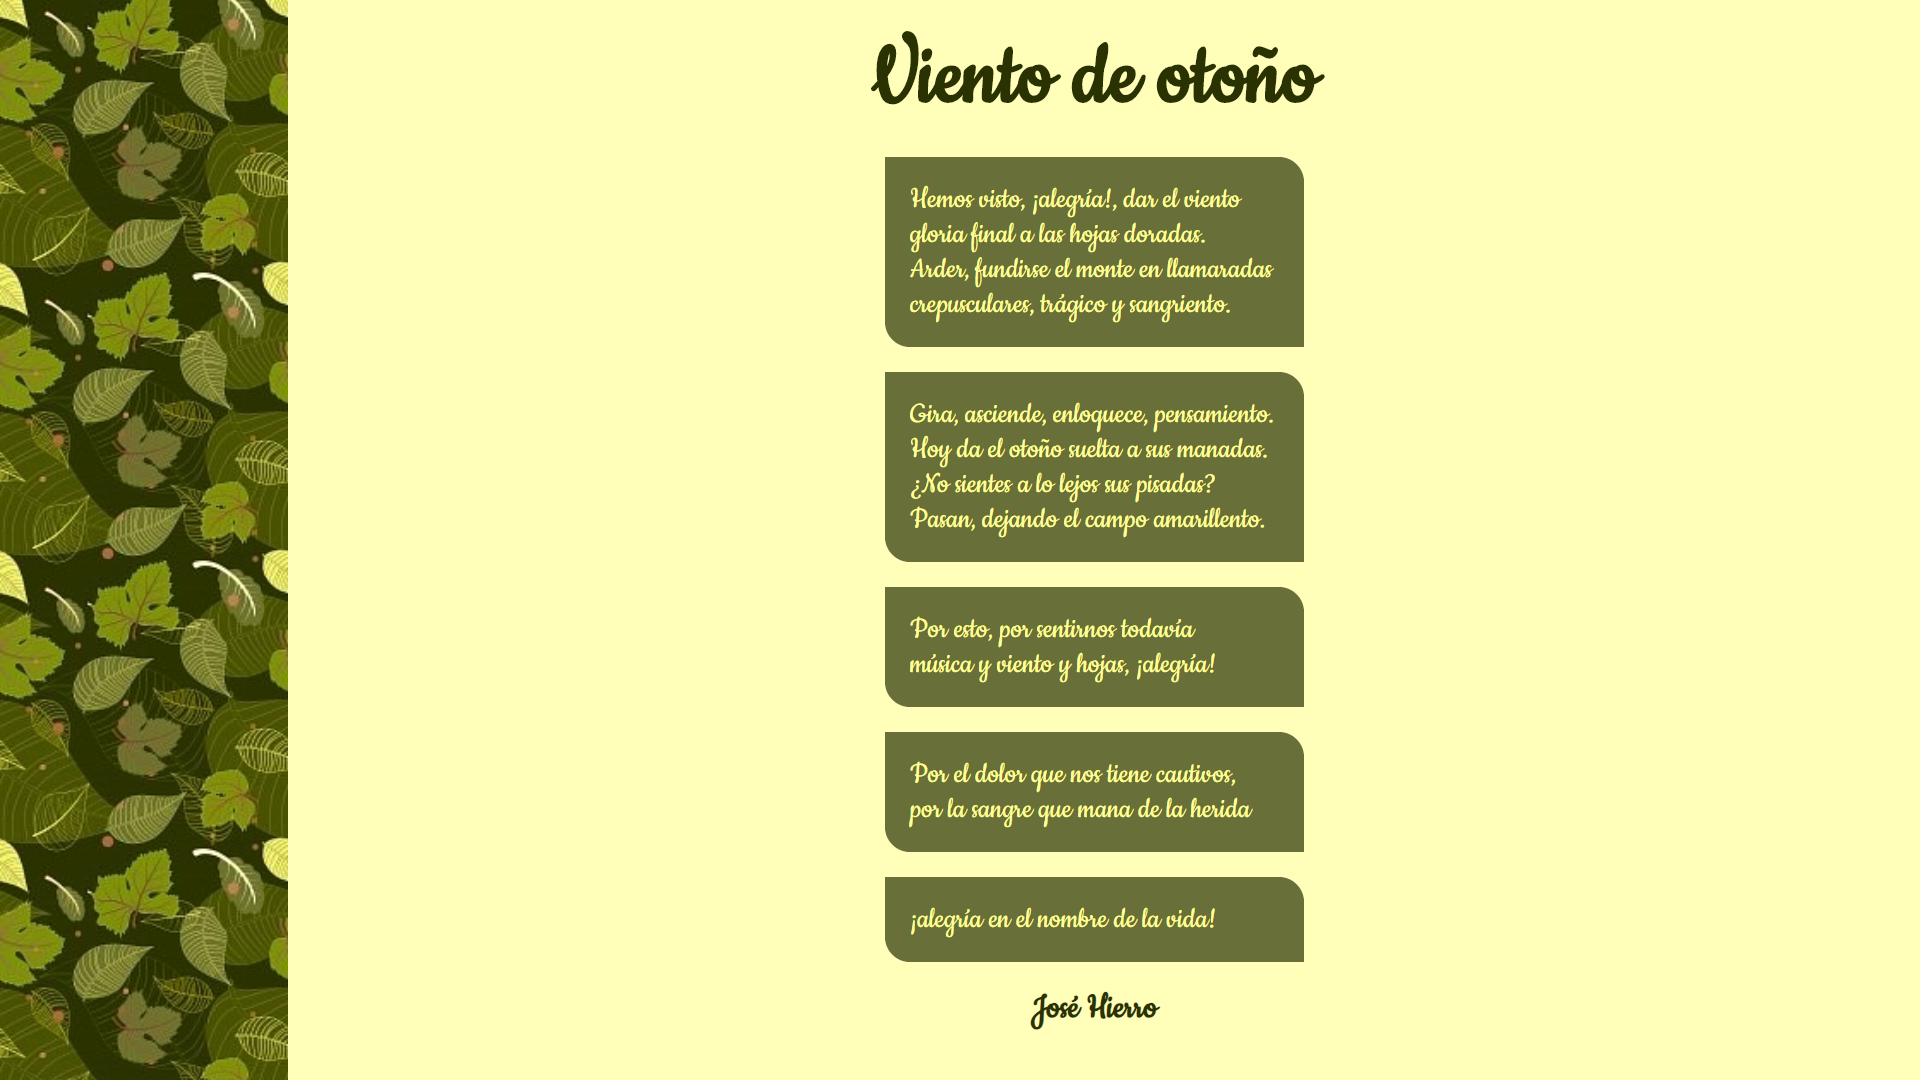 Viento de otoño
Hemos visto, ¡alegría!, dar el viento
gloria final a las hojas doradas.
Arder, fundirse el monte en llamaradas
crepusculares, trágico y sangriento.
Gira, asciende, enloquece, pensamiento.
Hoy da el otoño suelta a sus manadas.
¿No sientes a lo lejos sus pisadas?
Pasan, dejando el campo amarillento.
Por esto, por sentirnos todavía
música y viento y hojas, ¡alegría!
Por el dolor que nos tiene cautivos,
por la sangre que mana de la herida
¡alegría en el nombre de la vida!
José Hierro